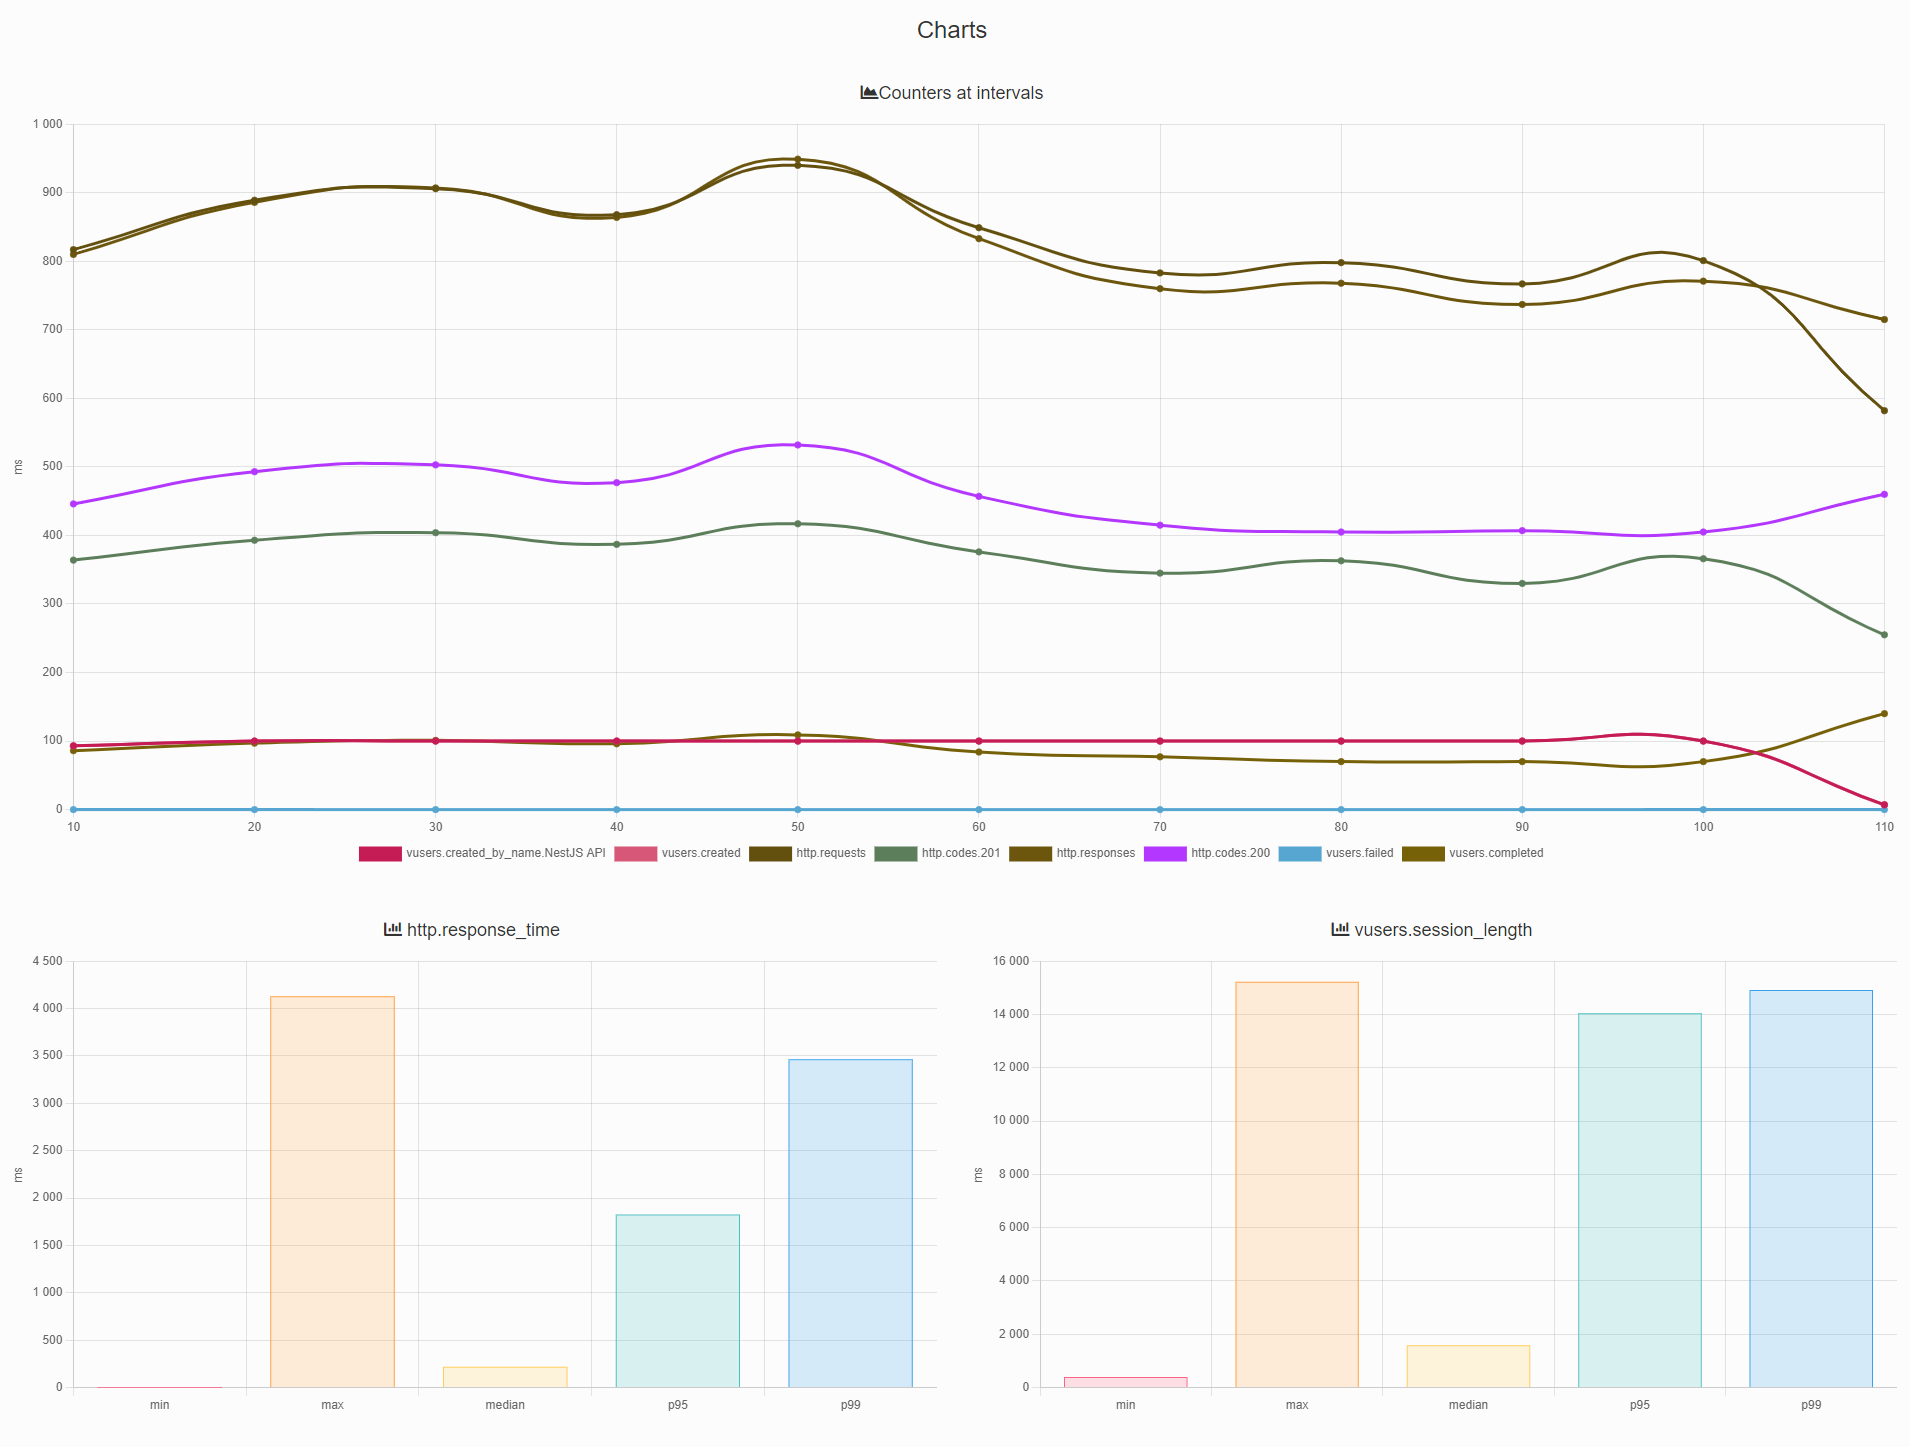 Charts
Counters at intervals
1 000
900
800
700
600
500
400
300
200
100
0
ms
10 20 30 40 50 60 70 80 90 100 110
vusers.created_by_name.NestJS API vusers.created http.requests http.codes.201 http.responses http.codes.200 vusers.failed vusers.completed
http.response_time
4 500
4 000
3 500
3 000
2 500
2 000
1 500
1 000
500
0
ms
min max median p95 p99
vusers.session_length
16 000
14 000
12 000
10 000
8 000
6 000
4 000
2 000
0
ms
min max median p95 p99